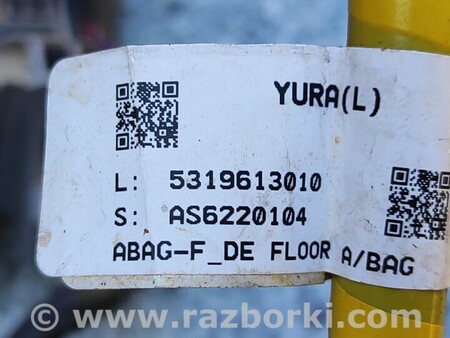 YURA(L)
L: 5319613010
S: AS6220104
ABAG-F_DE FLOOR A/BAG
© www.razborki.com